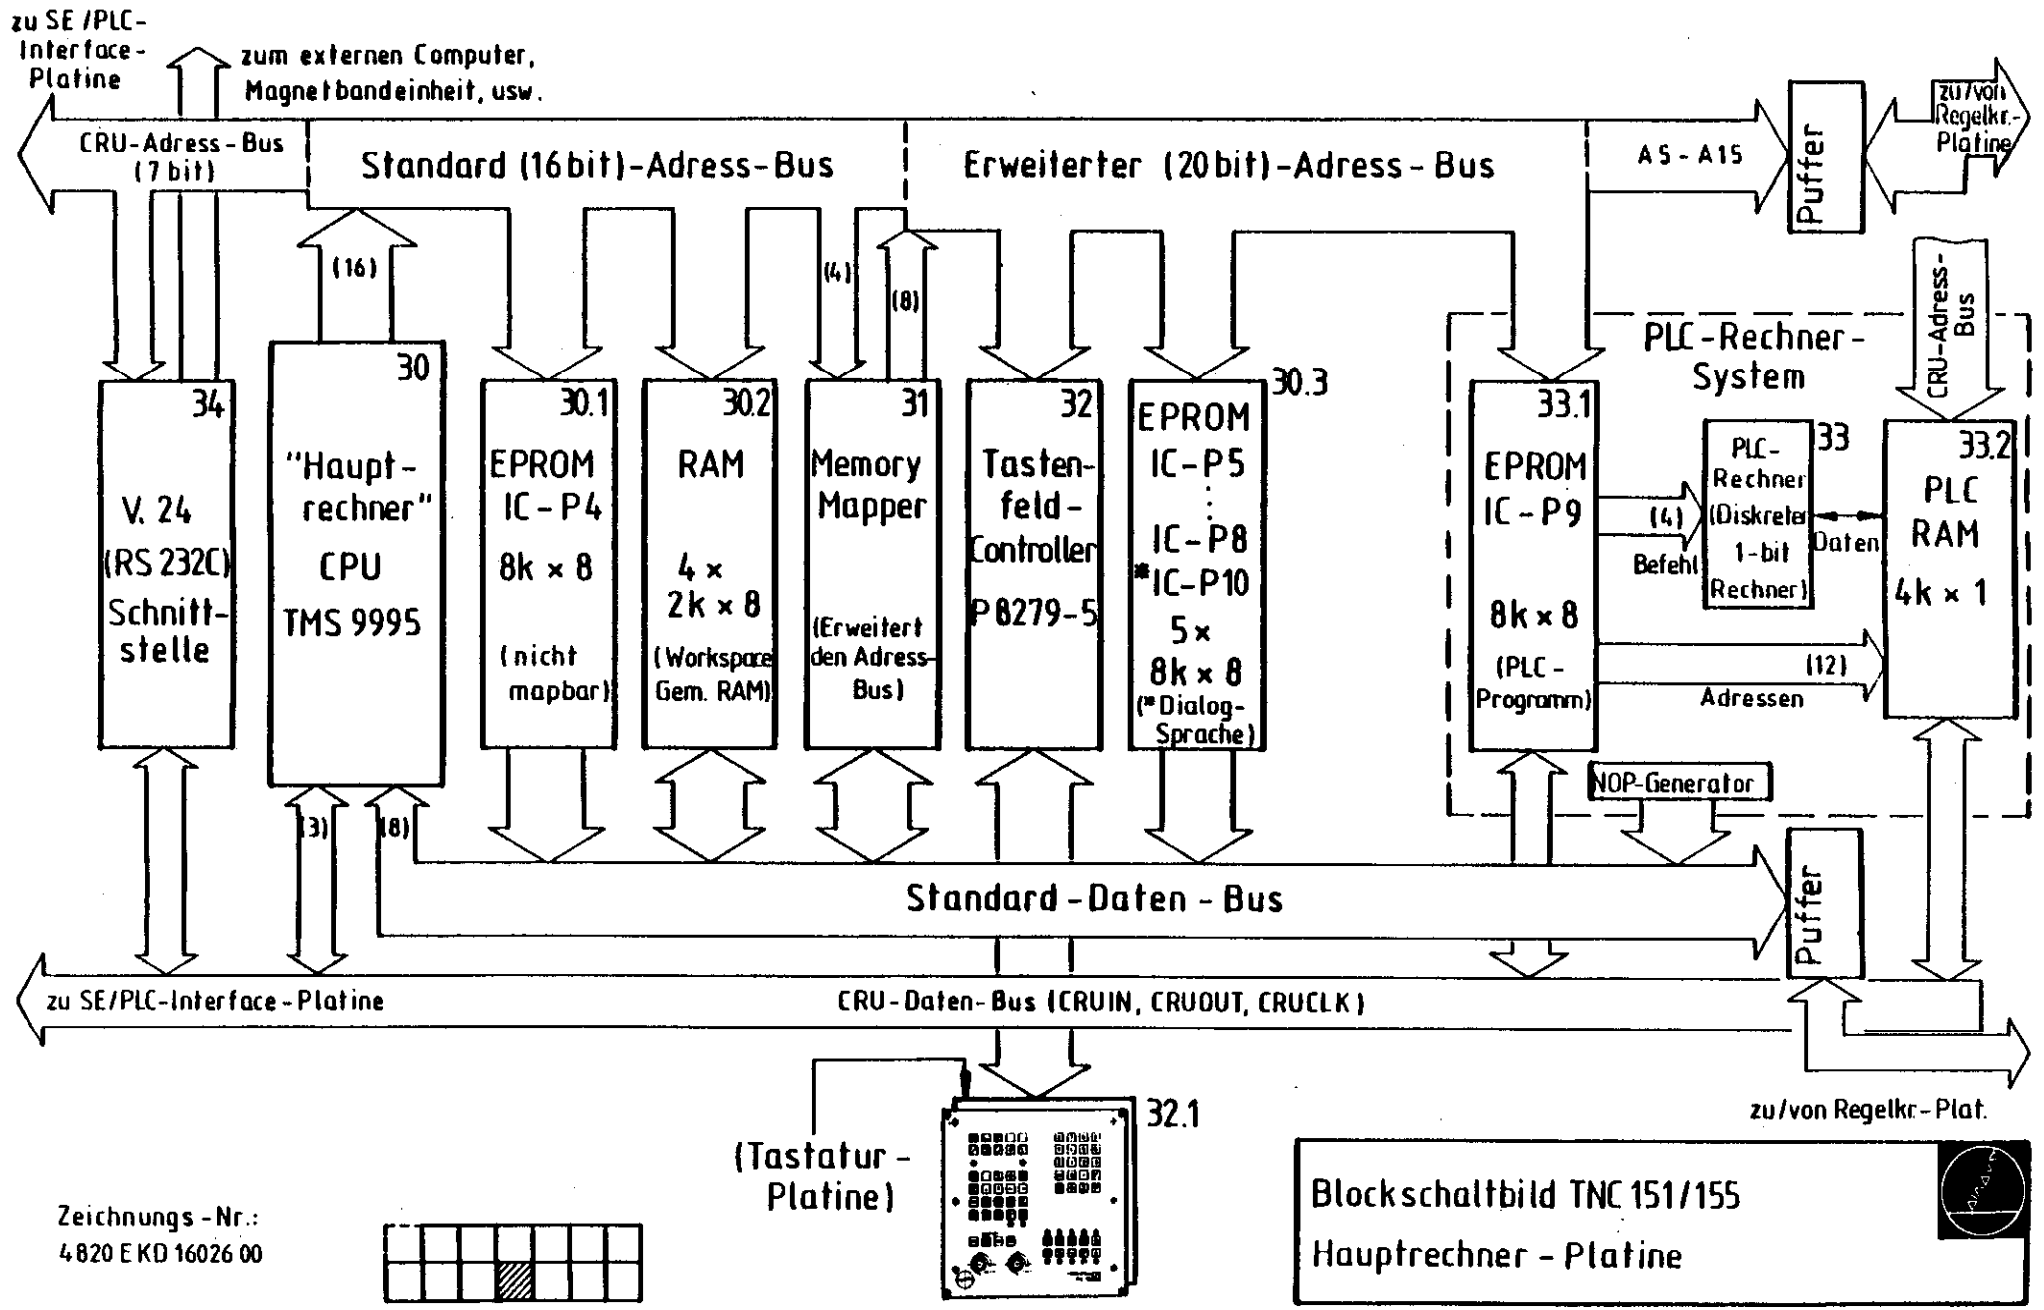 zu SE/PLC-
Interface-
Platine
zum externen Computer,
Magnetbandeinheit, usw.
CRU-Adress-Bus
(7 bit)
Standard (16 bit)-Adress-Bus
Erweiterter (20 bit)-Adress-Bus
A5 - A15
Puffer
zu/von
Regelkr.-
Platine
(16)
(4)
(8)
CRU-Adress-
Bus
PLC-Rechner-
System
34
V. 24
(RS 232C)
Schnitt-
stelle
30
"Haupt-
rechner"
CPU
TMS 9995
30.1
EPROM
IC-P4
8k x 8
(nicht
mapbar)
30.2
RAM
4 x
2k x 8
(Workspace
Gem. RAM)
31
Memory
Mapper
(Erweitert
den Adress-
Bus)
32
Tasten-
feld-
Controller
P8279-5
30.3
EPROM
IC-P5
IC-P8
*IC-P10
5 x
8k x 8
(*Dialog-
Sprache)
33.1
EPROM
IC-P9
8k x 8
(PLC-
Programm)
(4)
Befehl
33
PLC-
Rechner
(Diskreter
1-bit
Rechner)
Daten
33.2
PLC
RAM
4k x 1
(12)
Adressen
NOP-Generator
(3)
(8)
Standard-Daten-Bus
Puffer
zu SE/PLC-Interface-Platine
CRU-Daten-Bus (CRUIN, CRUOUT, CRUCLK)
zu/von Regelkr.-Plat.
32.1
(Tastatur-
Platine)
Zeichnungs-Nr.:
4820 E KD 16026 00
Blockschaltbild TNC 151/155
Hauptrechner-Platine